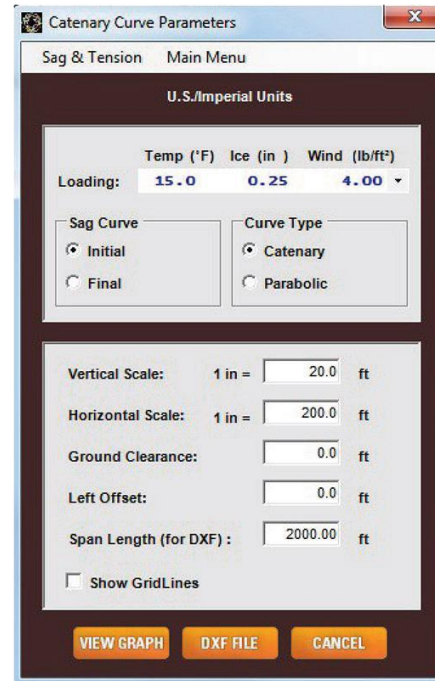 Catenary Curve Parameters
X
Sag & Tension Main Menu
U.S./Imperial Units
Temp (°F) Ice (in ) Wind (lb/ft²)
Loading: 15.0 0.25 4.00
Sag Curve
Initial
Final
Curve Type
Catenary
Parabolic
Vertical Scale: 1 in = 20.0 ft
Horizontal Scale: 1 in = 200.0 ft
Ground Clearance: 0.0 ft
Left Offset: 0.0 ft
Span Length (for DXF) : 2000.00 ft
Show GridLines
VIEW GRAPH DXF FILE CANCEL